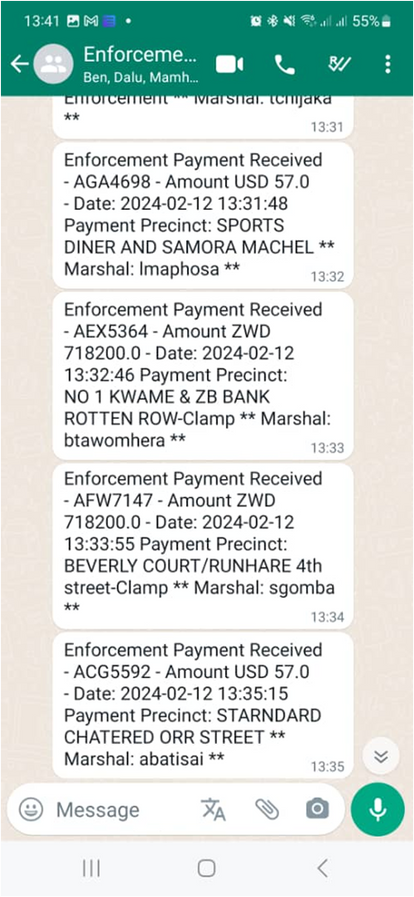 13:41 55%
Enforceme...
Ben, Dalu, Mamh...
Enforcement ** Marshal: tchijaka
**
13:31
Enforcement Payment Received
- AGA4698 - Amount USD 57.0
- Date: 2024-02-12 13:31:48
Payment Precinct: SPORTS
DINER AND SAMORA MACHEL **
Marshal: lmaphosa **
13:32
Enforcement Payment Received
- AEX5364 - Amount ZWD
718200.0 - Date: 2024-02-12
13:32:46 Payment Precinct:
NO 1 KWAME & ZB BANK
ROTTEN ROW-Clamp ** Marshal:
btawomhera **
13:33
Enforcement Payment Received
- AFW7147 - Amount ZWD
718200.0 - Date: 2024-02-12
13:33:55 Payment Precinct:
BEVERLY COURT/RUNHARE 4th
street-Clamp ** Marshal: sgomba
**
13:34
Enforcement Payment Received
- ACG5592 - Amount USD 57.0
- Date: 2024-02-12 13:35:15
Payment Precinct: STARNDARD
CHATERED ORR STREET **
Marshal: abatisai **
13:35
Message